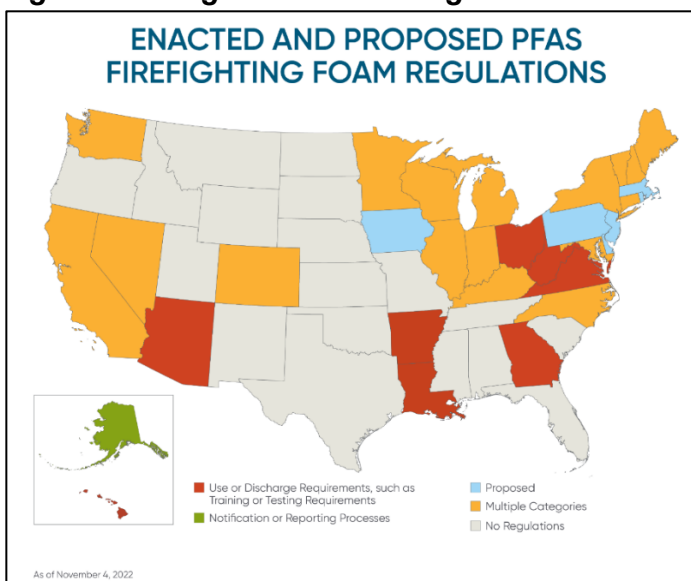 ENACTED AND PROPOSED PFAS
FIREFIGHTING FOAM REGULATIONS
Use or Discharge Requirements, such as
Training or Testing Requirements
Notification or Reporting Processes
Proposed
Multiple Categories
No Regulations
As of November 4, 2022